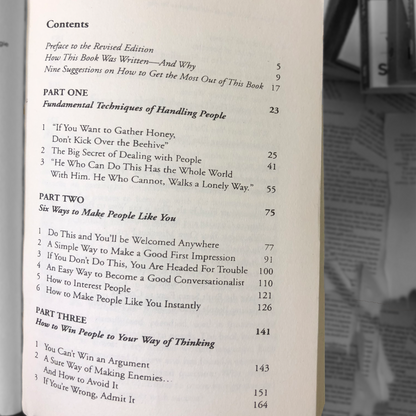 Contents
Preface to the Revised Edition 5
How This Book Was Written—And Why 9
Nine Suggestions on How to Get the Most Out of This Book 17
PART ONE
Fundamental Techniques of Handling People 23
1 "If You Want to Gather Honey,
Don't Kick Over the Beehive" 25
2 The Big Secret of Dealing with People 41
3 "He Who Can Do This Has the Whole World
With Him. He Who Cannot, Walks a Lonely Way." 55
PART TWO
Six Ways to Make People Like You 75
1 Do This and You'll be Welcomed Anywhere 77
2 A Simple Way to Make a Good First Impression 91
3 If You Don't Do This, You Are Headed For Trouble 100
4 An Easy Way to Become a Good Conversationalist 110
5 How to Interest People 121
6 How to Make People Like You Instantly 126
PART THREE
How to Win People to Your Way of Thinking 141
1 You Can't Win an Argument 143
2 A Sure Way of Making Enemies...
And How to Avoid It 151
3 If You're Wrong, Admit It 164
S